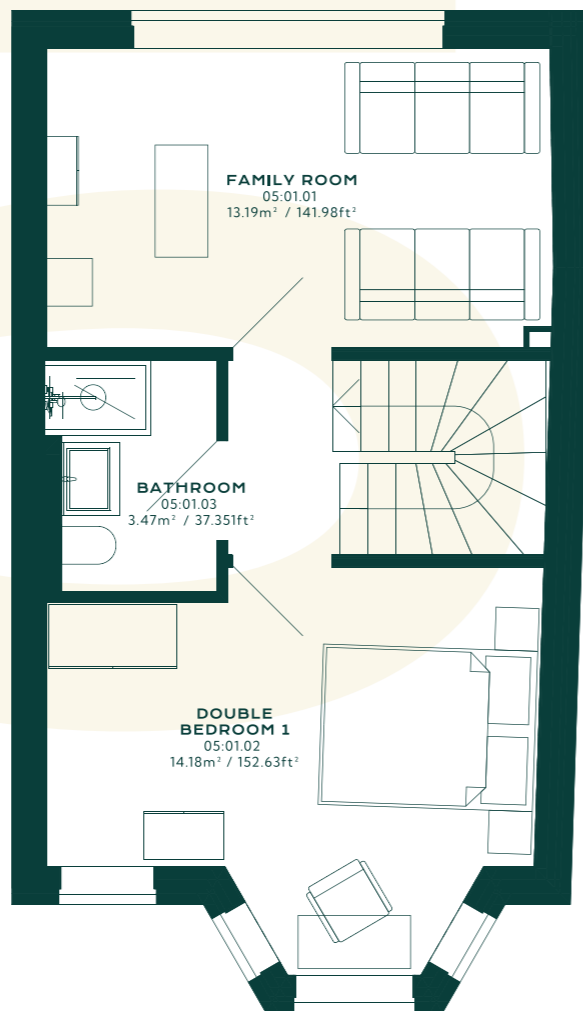 FAMILY ROOM
05:01.01
13.19m² / 141.98ft²
BATHROOM
05:01.03
3.47m² / 37.351ft²
DOUBLE
BEDROOM 1
05:01.02
14.18m² / 152.63ft²